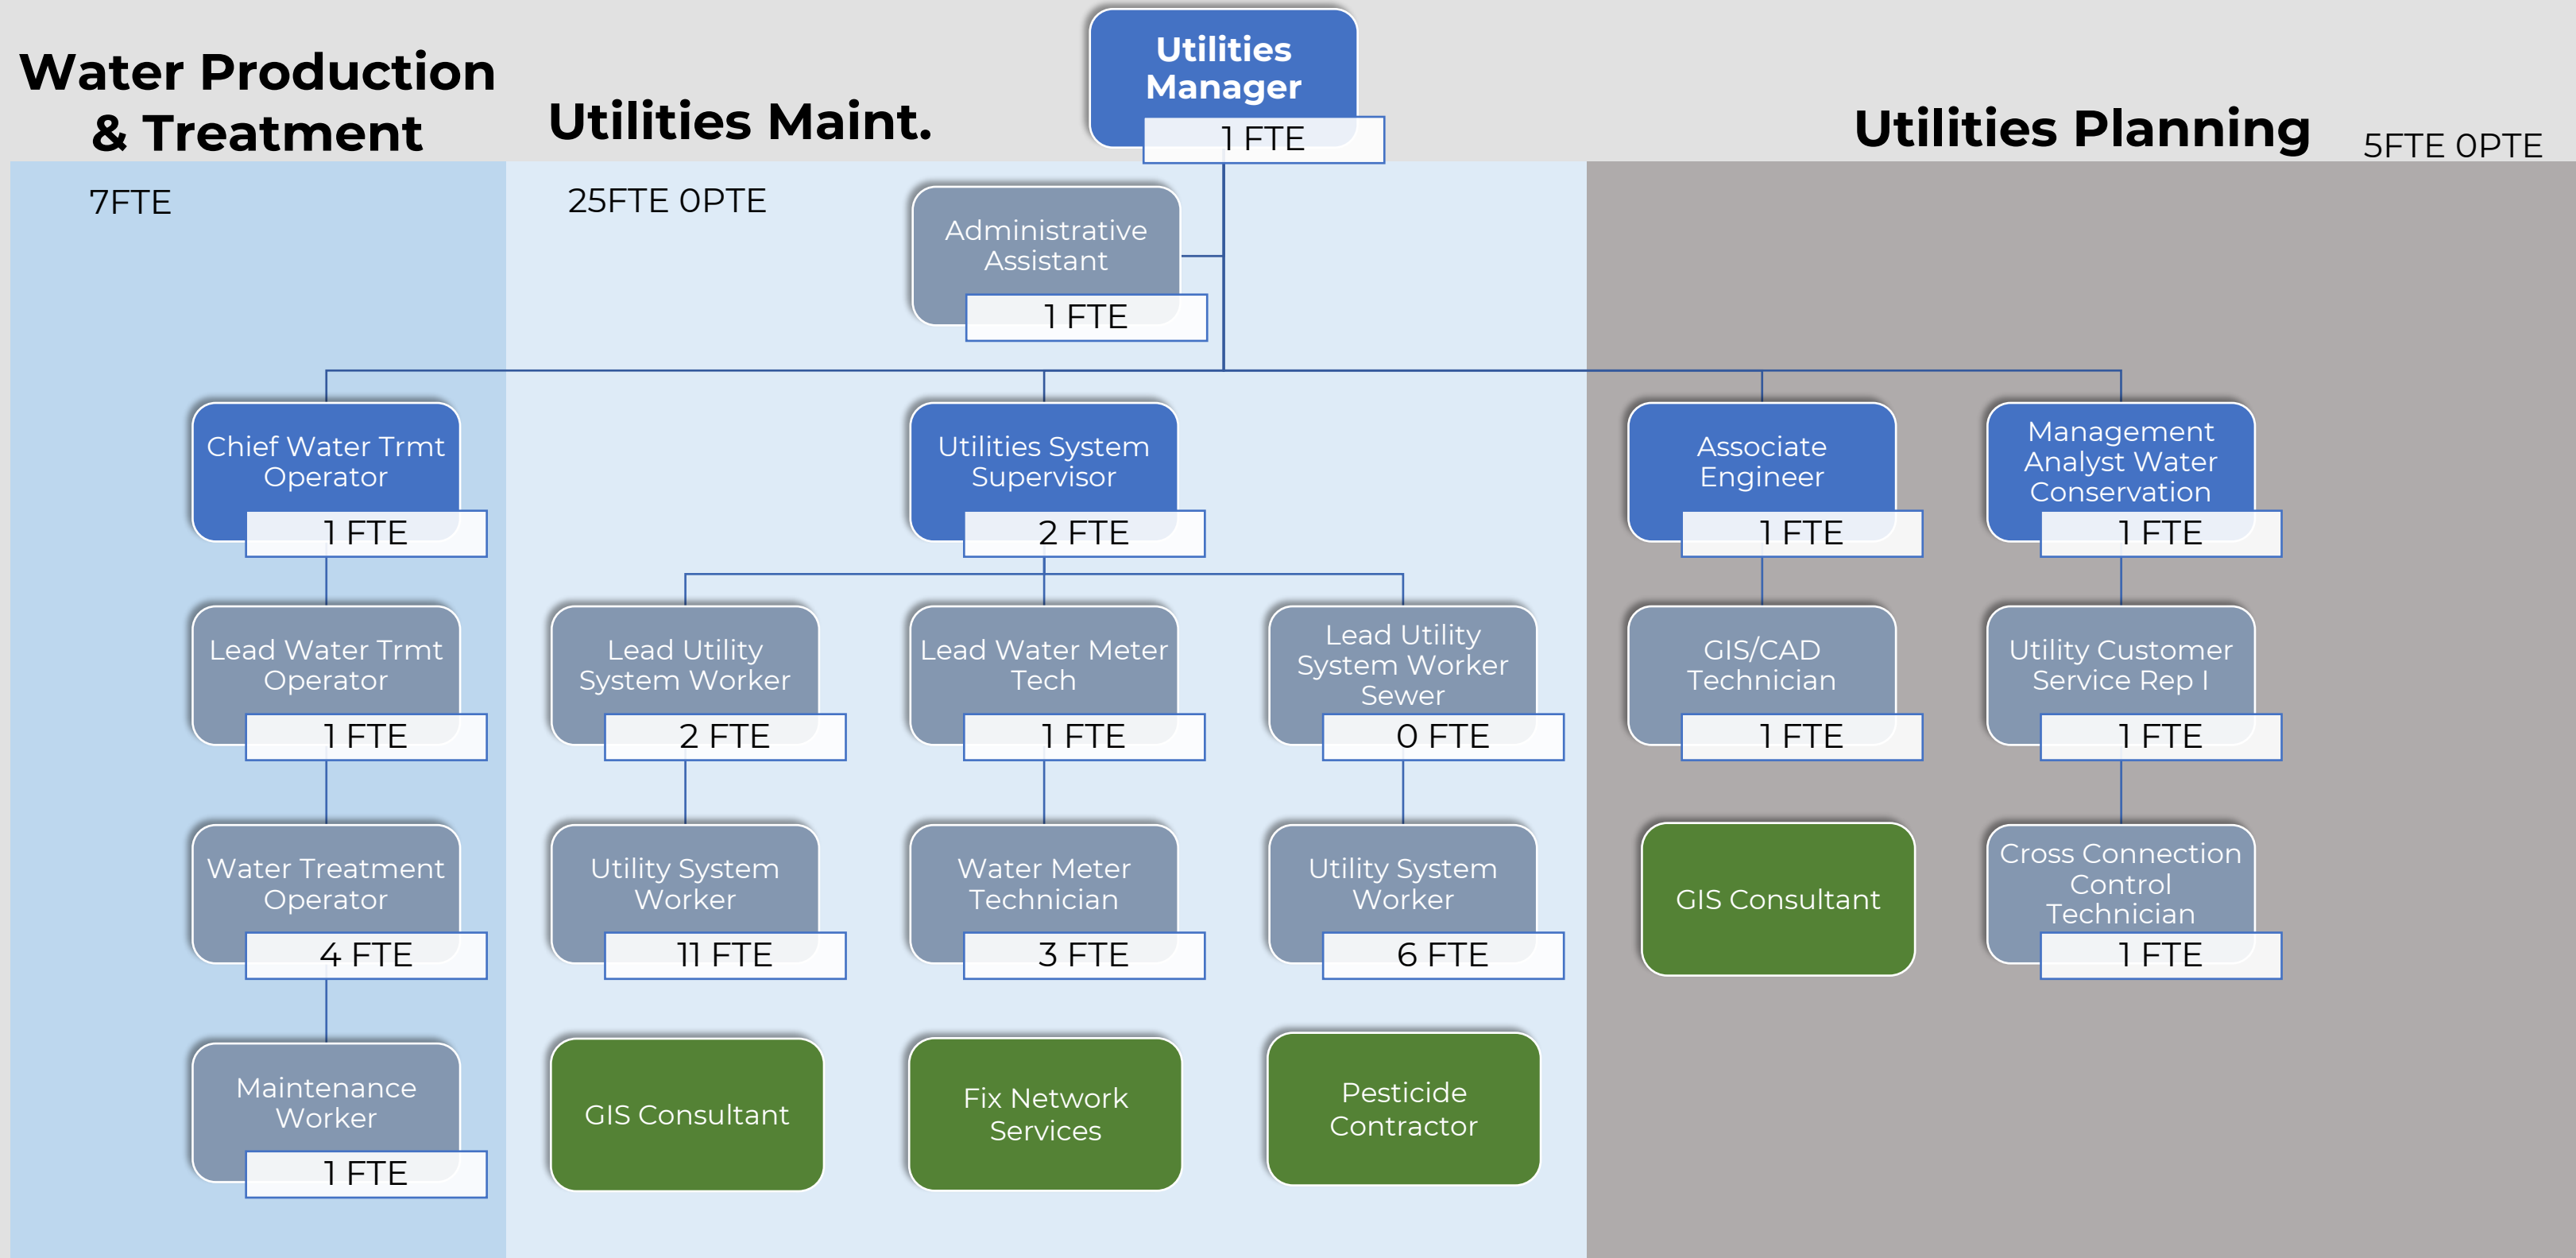 Water Production
& Treatment
Utilities Maint.
Utilities
Manager
1 FTE
Utilities Planning
5FTE 0PTE
7FTE
25FTE 0PTE
Administrative
Assistant
1 FTE
Chief Water Trmt
Operator
1 FTE
Utilities System
Supervisor
2 FTE
Associate
Engineer
1 FTE
Management
Analyst Water
Conservation
1 FTE
Lead Water Trmt
Operator
1 FTE
Lead Utility
System Worker
2 FTE
Lead Water Meter
Tech
1 FTE
Lead Utility
System Worker
Sewer
0 FTE
GIS/CAD
Technician
1 FTE
Utility Customer
Service Rep I
1 FTE
Water Treatment
Operator
4 FTE
Utility System
Worker
11 FTE
Water Meter
Technician
3 FTE
Utility System
Worker
6 FTE
GIS Consultant
Cross Connection
Control
Technician
1 FTE
Maintenance
Worker
1 FTE
GIS Consultant
Fix Network
Services
Pesticide
Contractor